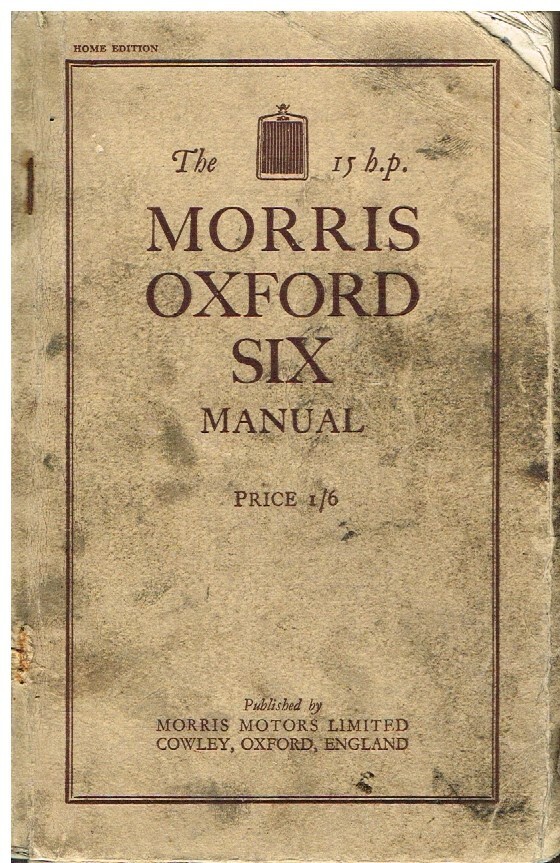 HOME EDITION
The 15 h.p.
MORRIS
OXFORD
SIX
MANUAL
PRICE 1/6
Published by
MORRIS MOTORS LIMITED
COWLEY, OXFORD, ENGLAND